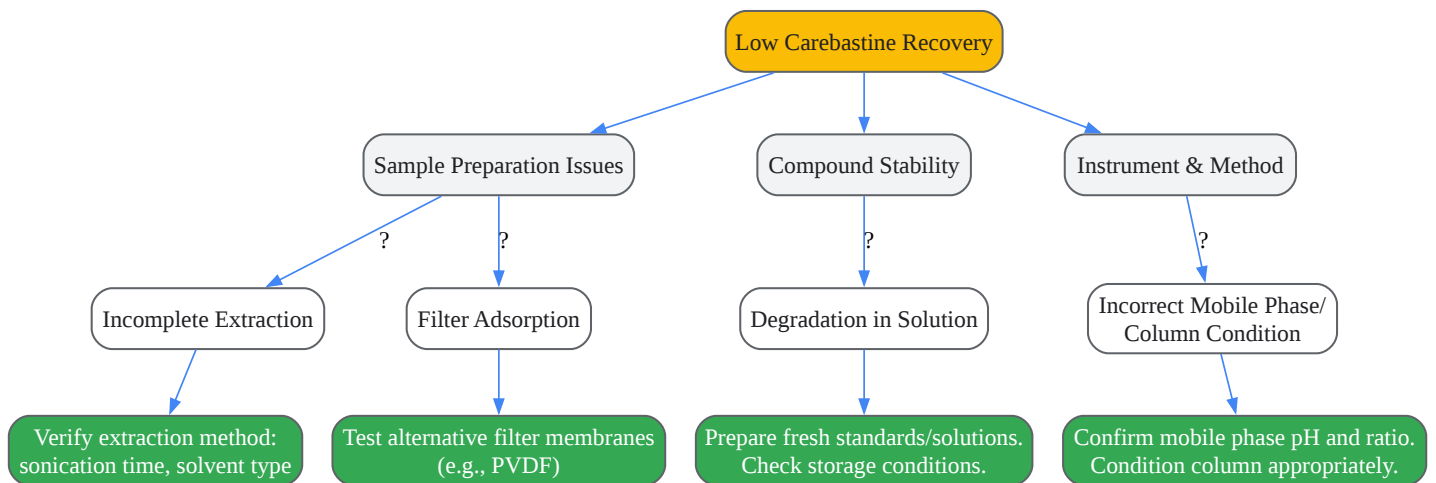 Low Carebastine Recovery
Sample Preparation Issues
Compound Stability
Instrument & Method
?
?
?
?
Incomplete Extraction
Filter Adsorption
Degradation in Solution
Incorrect Mobile Phase/
Column Condition
Verify extraction method:
sonication time, solvent type
Test alternative filter membranes
(e.g., PVDF)
Prepare fresh standards/solutions.
Check storage conditions.
Confirm mobile phase pH and ratio.
Condition column appropriately.